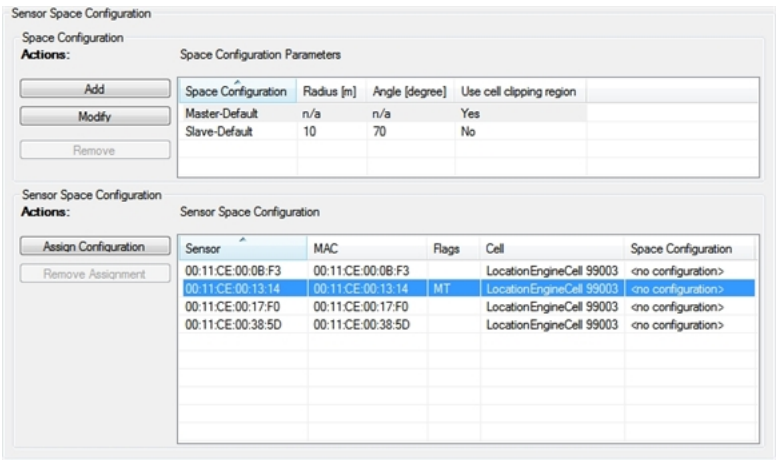 Sensor Space Configuration
Space Configuration
Actions:
Space Configuration Parameters
Add
Modify
Remove
Space Configuration Radius [m] Angle [degree] Use cell clipping region
Master-Default n/a n/a Yes
Slave-Default 10 70 No
Sensor Space Configuration
Actions:
Sensor Space Configuration
Assign Configuration
Remove Assignment
Sensor MAC Flags Cell Space Configuration
00:11:CE:00:0B:F3 00:11:CE:00:0B:F3 LocationEngineCell 99003 <no configuration>
00:11:CE:00:13:14 00:11:CE:00:13:14 MT LocationEngineCell 99003 <no configuration>
00:11:CE:00:17:F0 00:11:CE:00:17:F0 LocationEngineCell 99003 <no configuration>
00:11:CE:00:38:5D 00:11:CE:00:38:5D LocationEngineCell 99003 <no configuration>